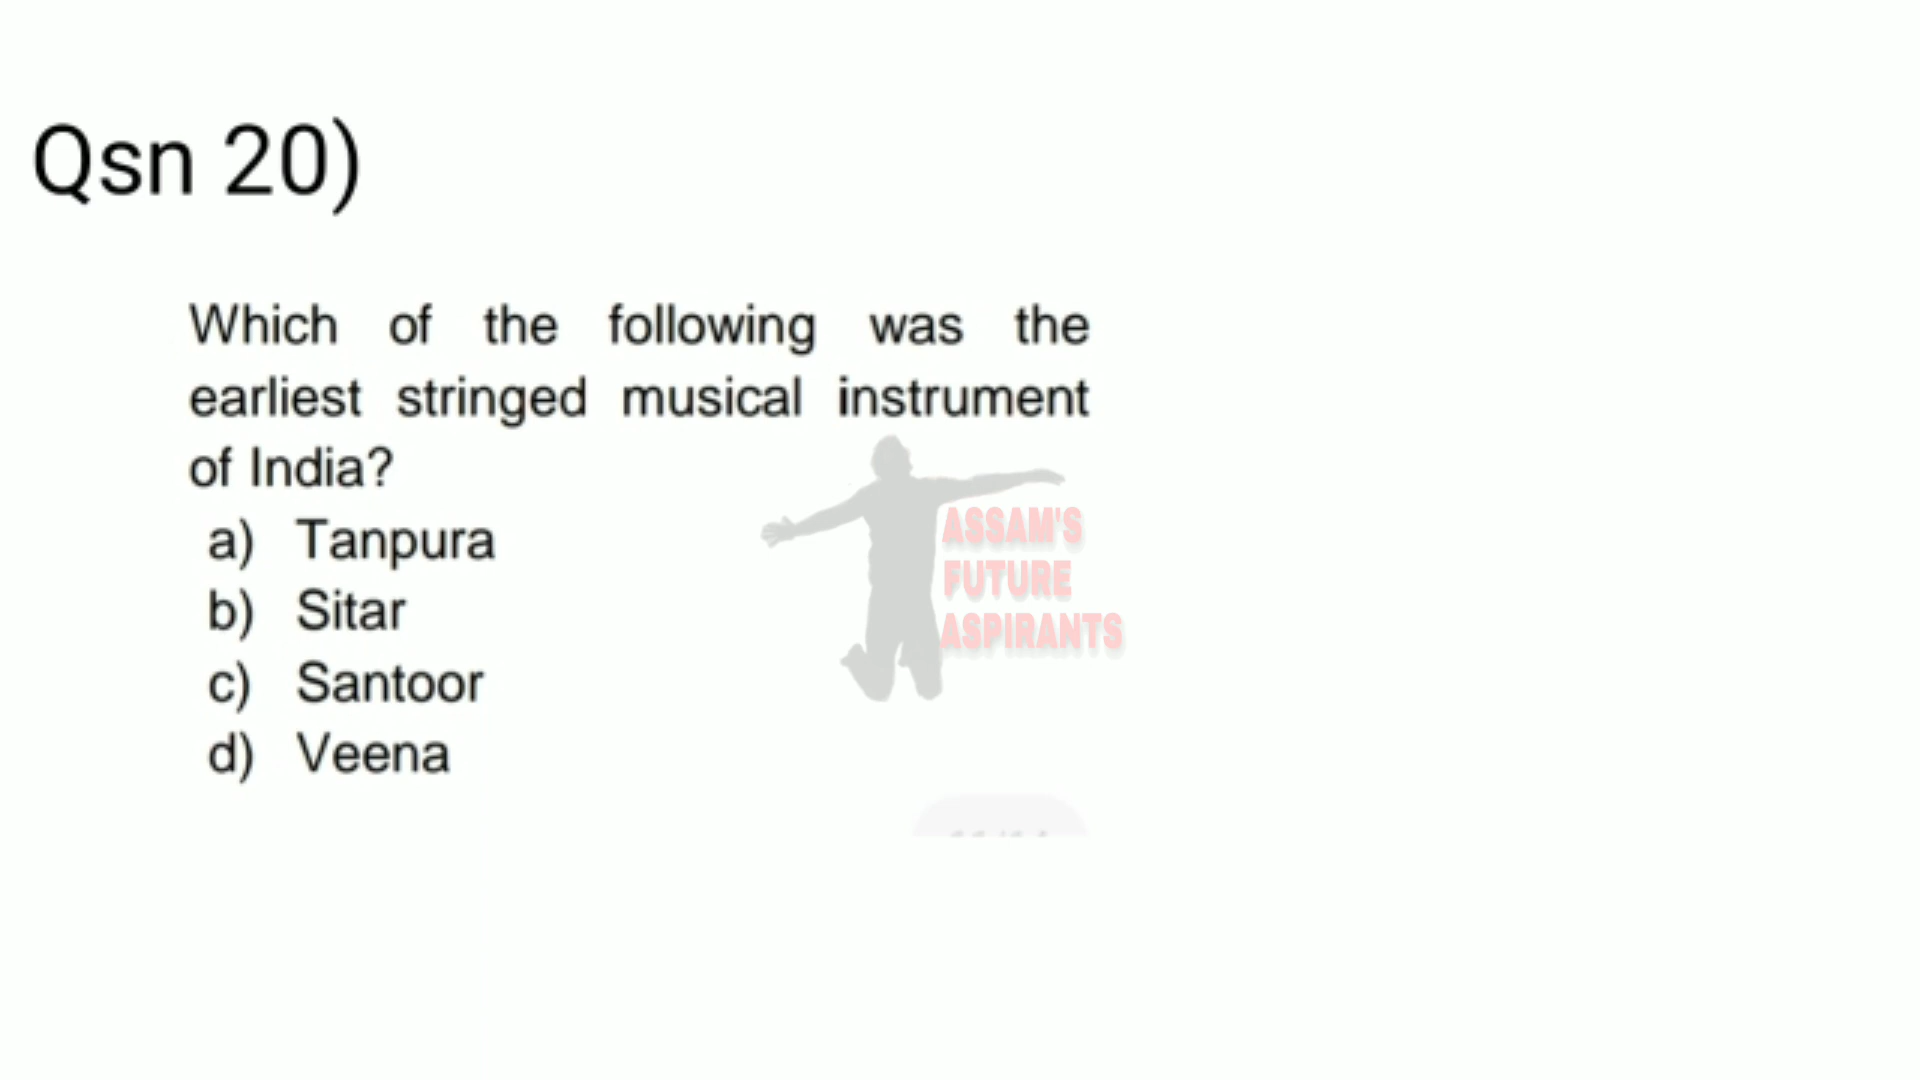 Qsn 20)
Which of the following was the
earliest stringed musical instrument
of India?
a) Tanpura
b) Sitar
c) Santoor
d) Veena
ASSAM'S
FUTURE
ASPIRANTS